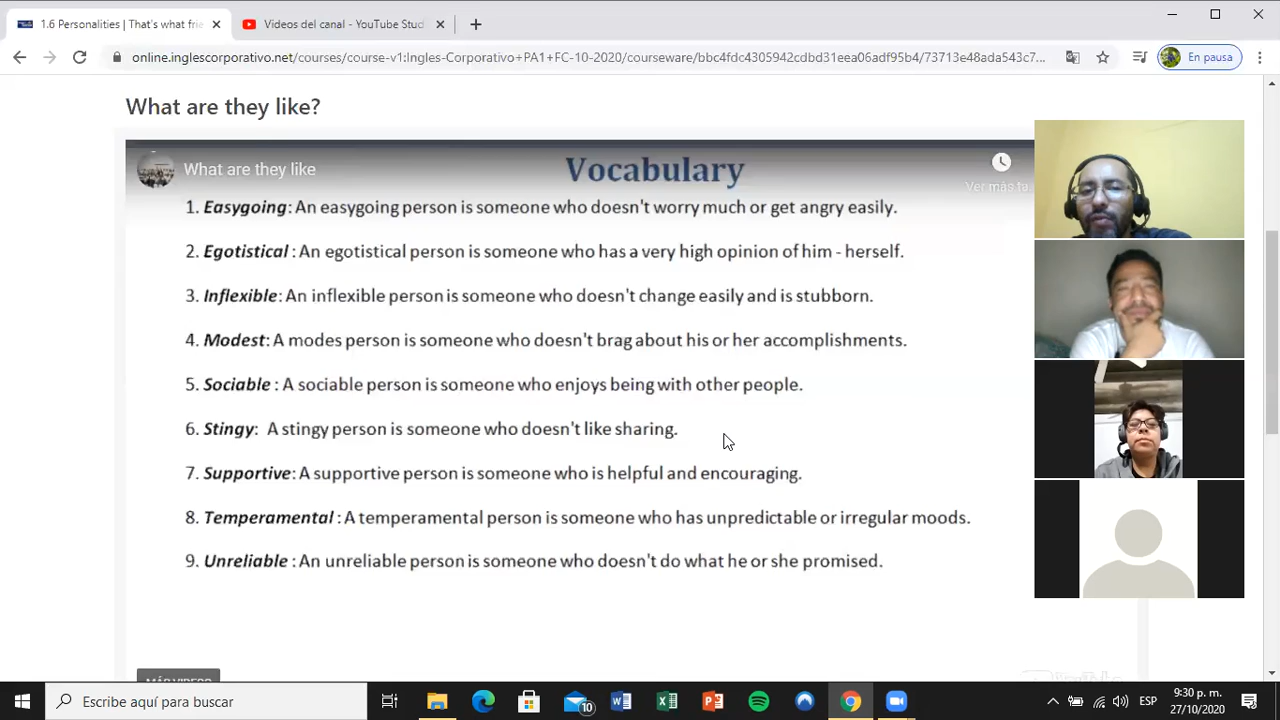 1.6 Personalities | That's what frie
Videos del canal - YouTube Stud
online.inglescorporativo.net/courses/course-v1:Ingles-Corporativo+PA1+FC-10-2020/courseware/bbc4fdc4305942cdbd31eea06adf95b4/73713e48ada543c7...
En pausa
What are they like?
What are they like
Vocabulary
Ver más ta...
1. Easygoing: An easygoing person is someone who doesn't worry much or get angry easily.
2. Egotistical : An egotistical person is someone who has a very high opinion of him - herself.
3. Inflexible: An inflexible person is someone who doesn't change easily and is stubborn.
4. Modest: A modes person is someone who doesn't brag about his or her accomplishments.
5. Sociable : A sociable person is someone who enjoys being with other people.
6. Stingy: A stingy person is someone who doesn't like sharing.
7. Supportive: A supportive person is someone who is helpful and encouraging.
8. Temperamental : A temperamental person is someone who has unpredictable or irregular moods.
9. Unreliable : An unreliable person is someone who doesn't do what he or she promised.
MÁS VIDEOS
YouTube
Escribe aquí para buscar
10
ESP
9:30 p. m.
27/10/2020